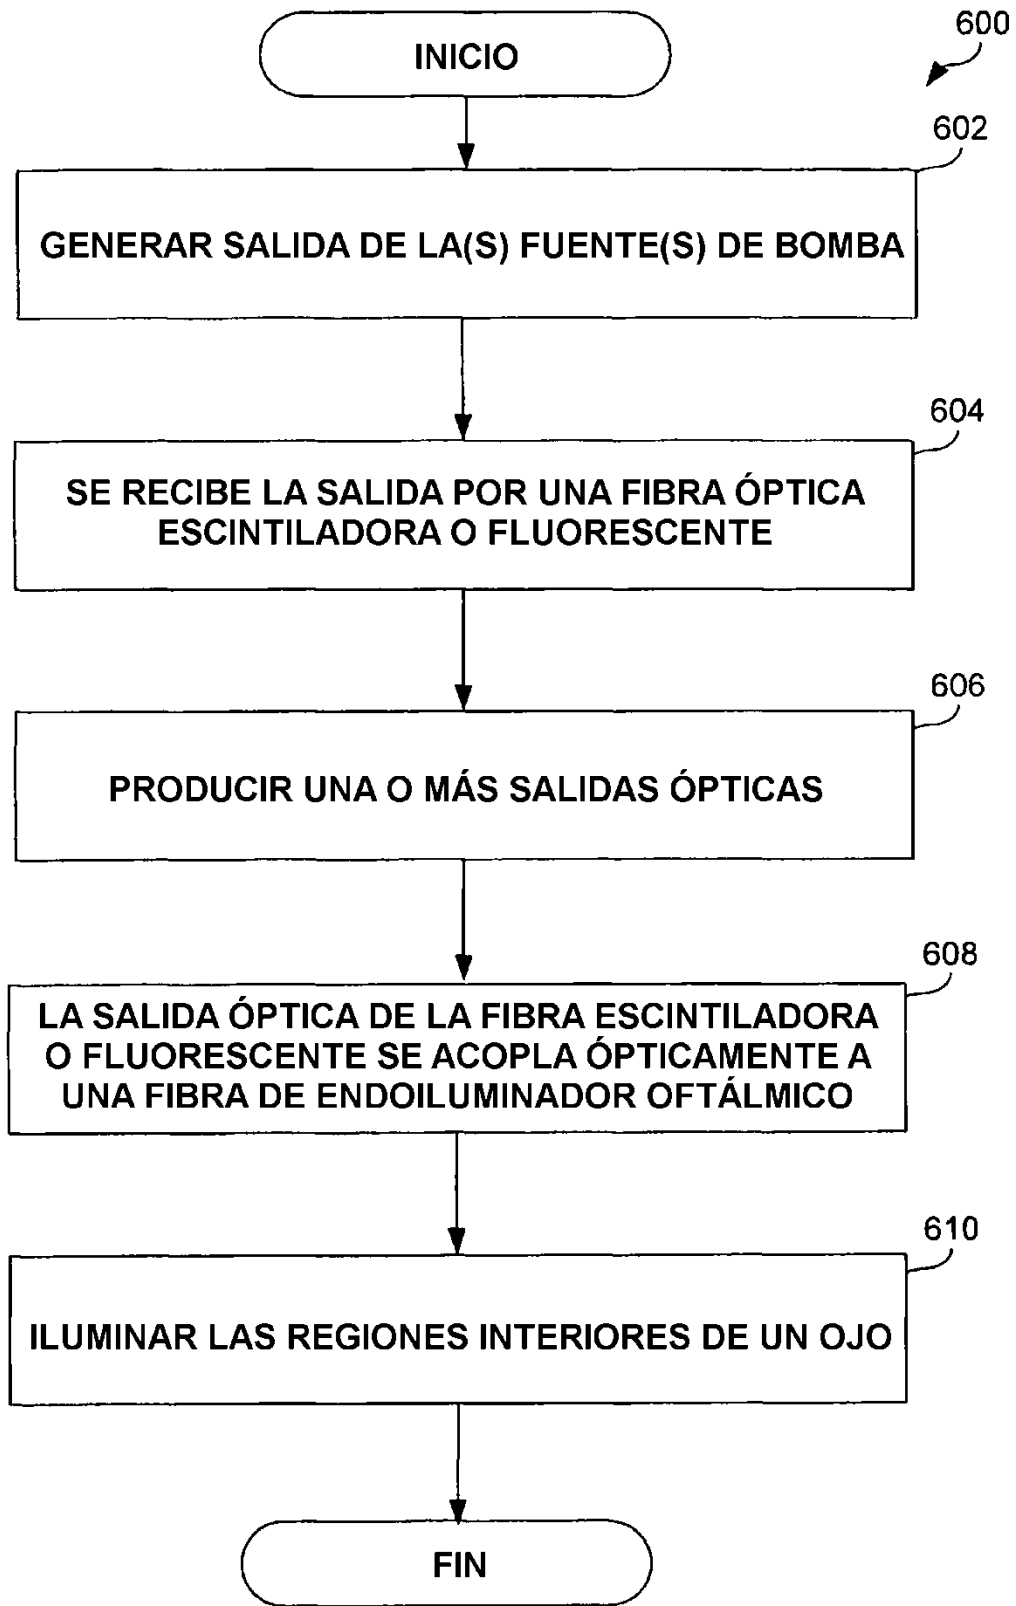 INICIO
600
602
GENERAR SALIDA DE LA(S) FUENTE(S) DE BOMBA
604
SE RECIBE LA SALIDA POR UNA FIBRA ÓPTICA
ESCINTILADORA O FLUORESCENTE
606
PRODUCIR UNA O MÁS SALIDAS ÓPTICAS
608
LA SALIDA ÓPTICA DE LA FIBRA ESCINTILADORA
O FLUORESCENTE SE ACOPLA ÓPTICAMENTE A
UNA FIBRA DE ENDOILUMINADOR OFTÁLMICO
610
ILUMINAR LAS REGIONES INTERIORES DE UN OJO
FIN